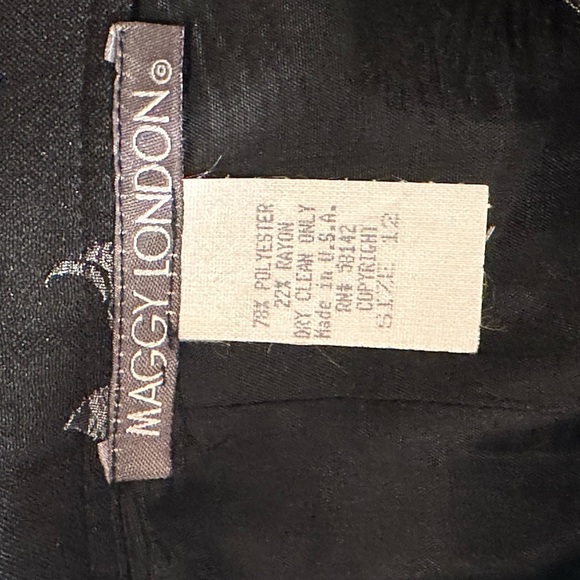 MAGGY LONDON©
78% POLYESTER
22% RAYON
DRY CLEAN ONLY
Made in U.S.A.
RN# 58142
COPYRIGHT
SIZE 12